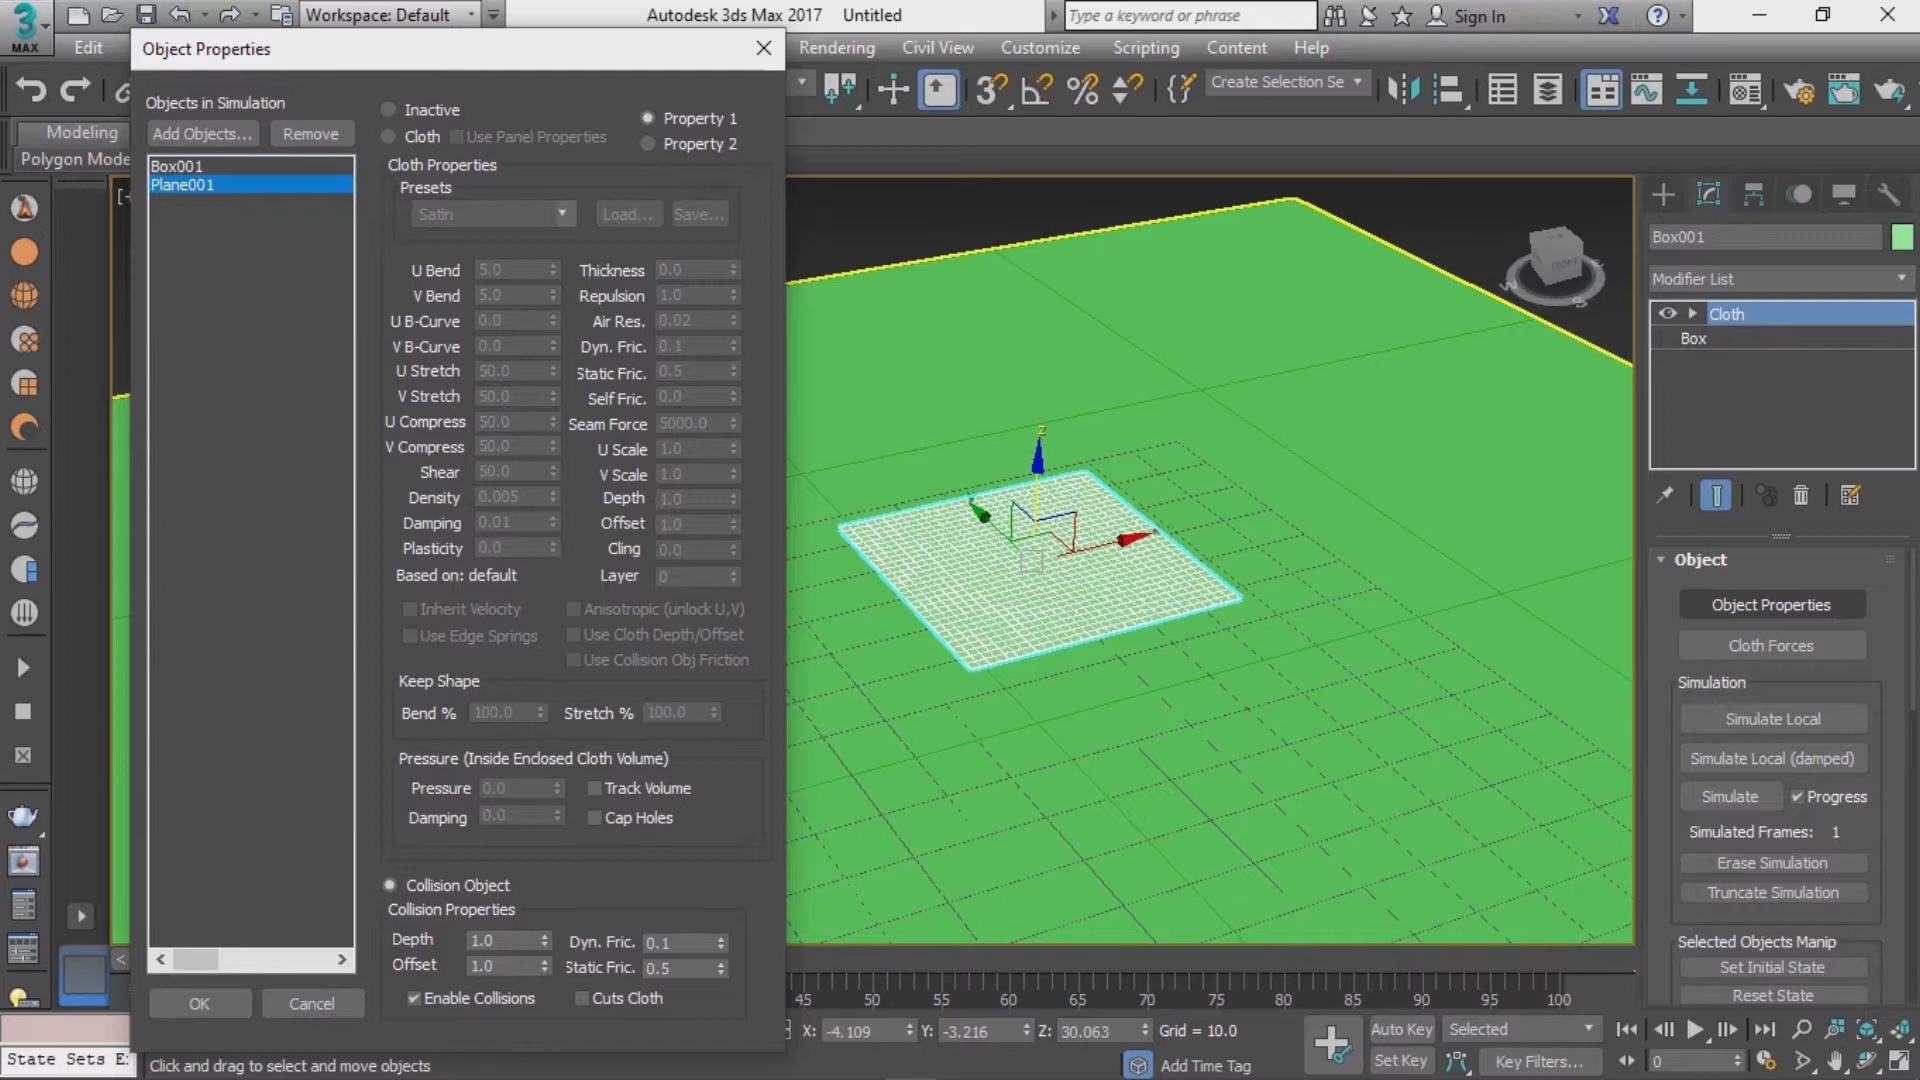 Workspace: Default
Autodesk 3ds Max 2017 Untitled
Type a keyword or phrase
Sign In
MAX
Edit
Rendering
Civil View
Customize
Scripting
Content
Help
Create Selection Se
Modeling
Polygon Mode
Object Properties
Objects in Simulation
Add Objects...
Remove
Box001
Plane001
OK
Cancel
Inactive
Cloth
Use Panel Properties
Property 1
Property 2
Cloth Properties
Presets
Satin
Load...
Save...
U Bend 5.0 Thickness 0.0
V Bend 5.0 Repulsion 1.0
U B-Curve 0.0 Air Res. 0.02
V B-Curve 0.0 Dyn. Fric. 0.1
U Stretch 50.0 Static Fric. 0.5
V Stretch 50.0 Self Fric. 0.0
U Compress 50.0 Seam Force 5000.0
V Compress 50.0 U Scale 1.0
Shear 50.0 V Scale 1.0
Density 0.005 Depth 1.0
Damping 0.01 Offset 1.0
Plasticity 0.0 Cling 0.0
Based on: default Layer 0
Inherit Velocity Anisotropic (unlock U,V)
Use Edge Springs Use Cloth Depth/Offset
Use Collision Obj Friction
Keep Shape
Bend % 100.0 Stretch % 100.0
Pressure (Inside Enclosed Cloth Volume)
Pressure 0.0 Track Volume
Damping 0.0 Cap Holes
Collision Object
Collision Properties
Depth 1.0 Dyn. Fric. 0.1
Offset 1.0 Static Fric. 0.5
Enable Collisions Cuts Cloth
z
FRONT
Box001
Modifier List
Cloth
Box
Object
Object Properties
Cloth Forces
Simulation
Simulate Local
Simulate Local (damped)
Simulate Progress
Simulated Frames: 1
Erase Simulation
Truncate Simulation
Selected Objects Manip
Set Initial State
Reset State
45 50 55 60 65 70 75 80 85 90 95 100
X: -4.109 Y: -3.216 Z: 30.063 Grid = 10.0
Auto Key Selected
Set Key Key Filters... 0
Add Time Tag
State Sets E
Click and drag to select and move objects